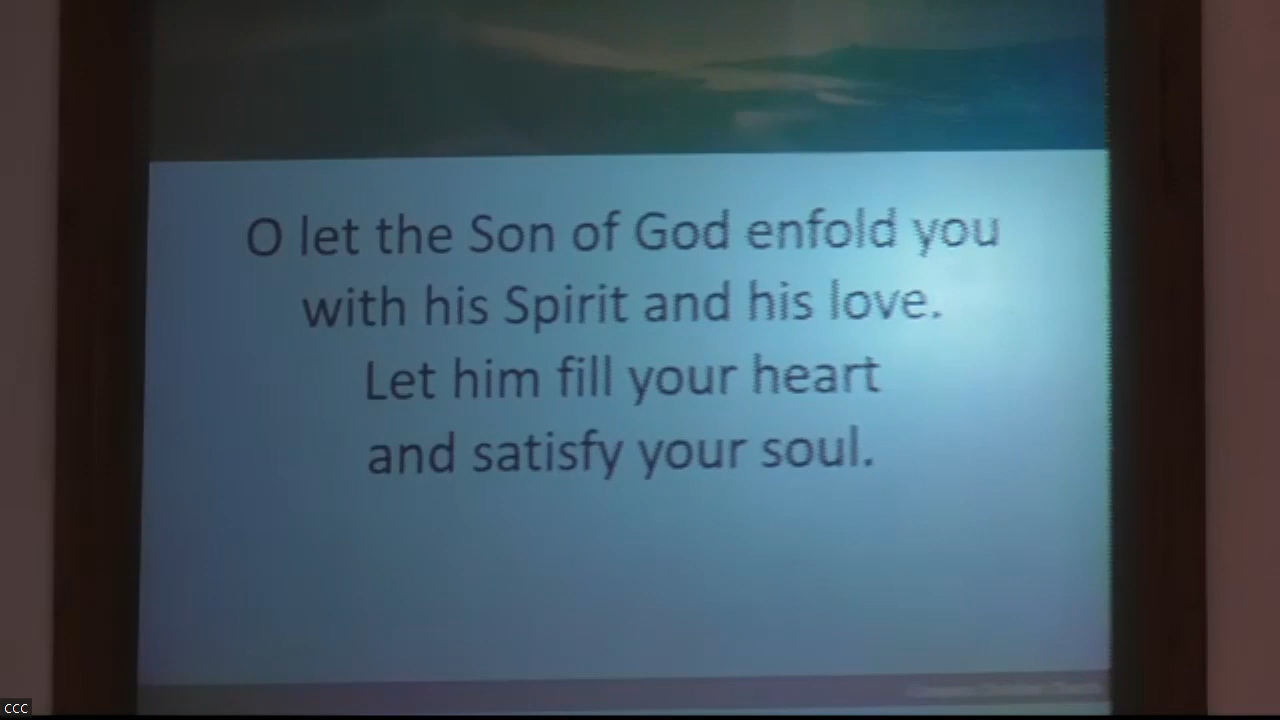 O let the Son of God enfold you
with his Spirit and his love.
Let him fill your heart
and satisfy your soul.
CCC